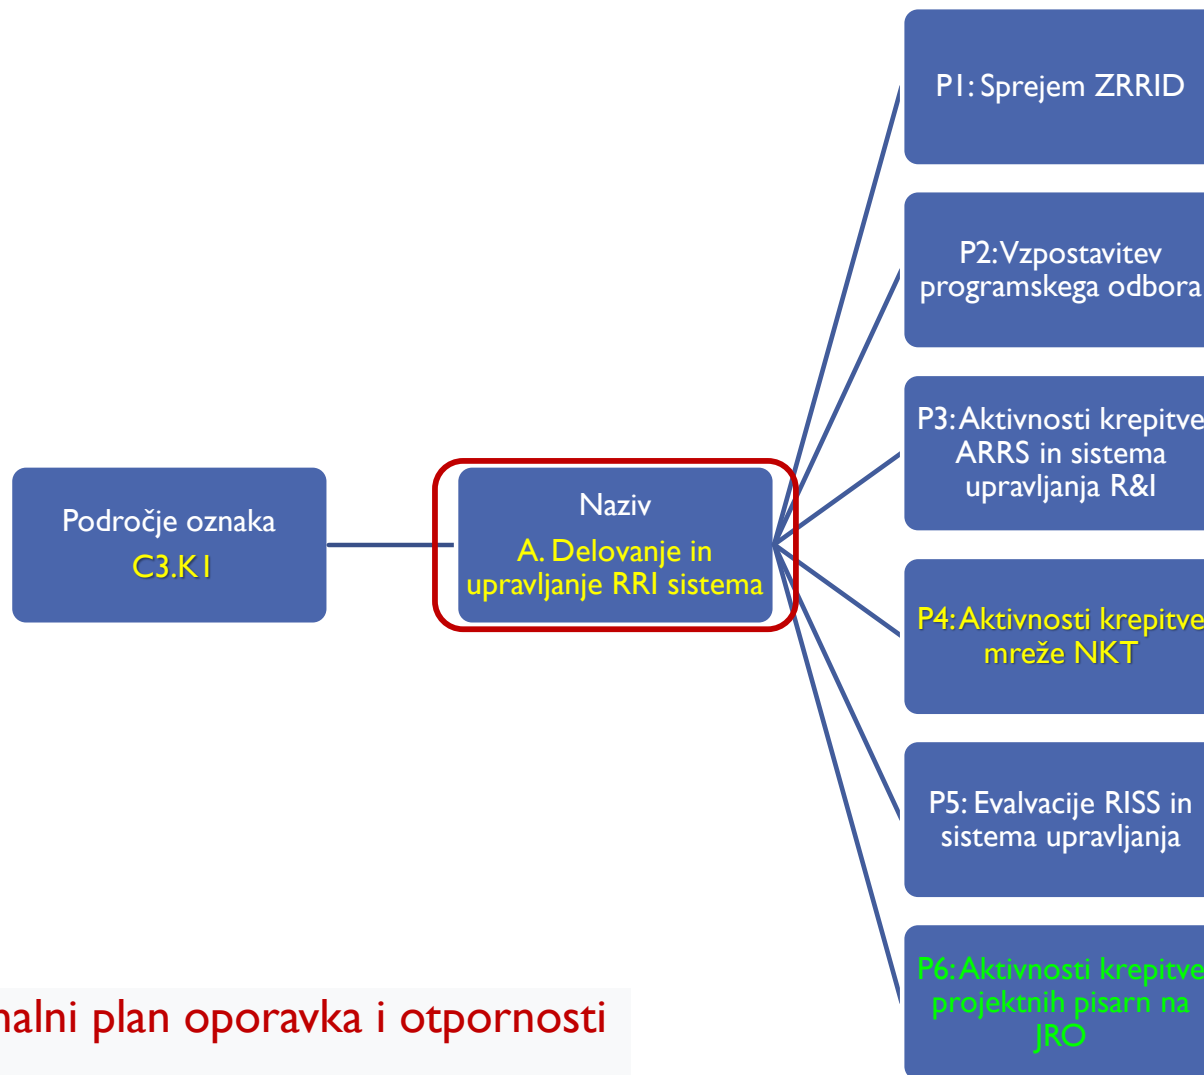 Področje oznaka
C3.K1
Naziv
A. Delovanje in
upravljanje RRI sistema
P1: Sprejem ZRRID
P2: Vzpostavitev
programskega odbora
P3: Aktivnosti krepitve
ARRS in sistema
upravljanja R&I
P4: Aktivnosti krepitve
mreže NKT
P5: Evalvacije RISS in
sistema upravljanja
P6: Aktivnosti krepitve
projektnih pisarn na
JRO
plan oporavka i otpornosti